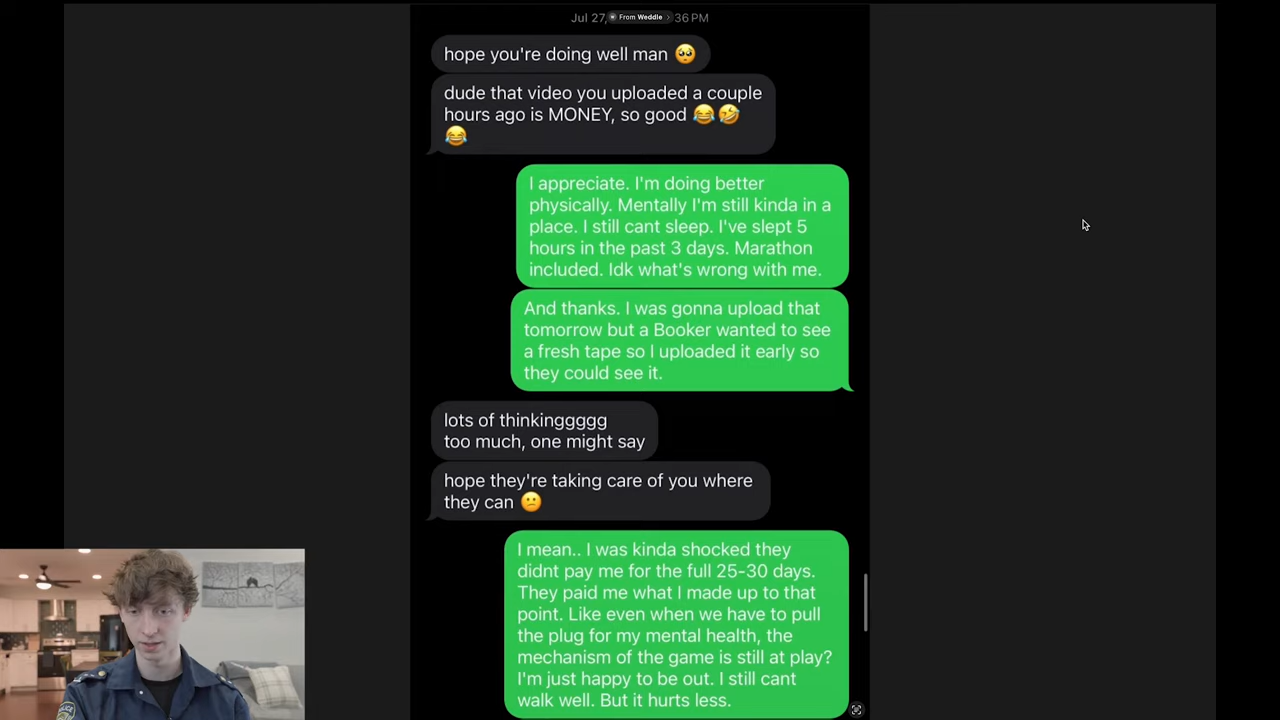 Jul 27, From Weddle > 36 PM
hope you're doing well man 🥺
dude that video you uploaded a couple
hours ago is MONEY, so good 😂🤣
😂
I appreciate. I'm doing better
physically. Mentally I'm still kinda in a
place. I still cant sleep. I've slept 5
hours in the past 3 days. Marathon
included. Idk what's wrong with me.
And thanks. I was gonna upload that
tomorrow but a Booker wanted to see
a fresh tape so I uploaded it early so
they could see it.
lots of thinkinggggg
too much, one might say
hope they're taking care of you where
they can 🙁
I mean.. I was kinda shocked they
didnt pay me for the full 25-30 days.
They paid me what I made up to that
point. Like even when we have to pull
the plug for my mental health, the
mechanism of the game is still at play?
I'm just happy to be out. I still cant
walk well. But it hurts less.